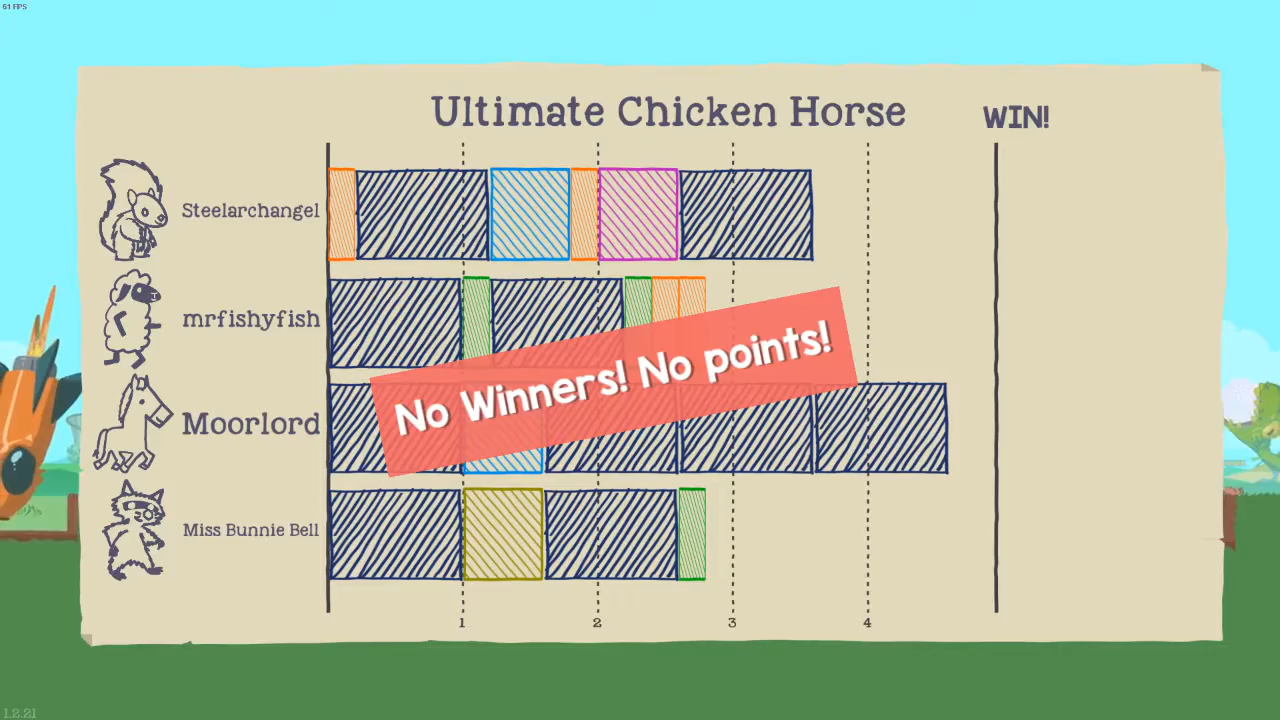 61 FPS
Ultimate Chicken Horse
WIN!
Steelarchangel
mrfishyfish
No Winners! No points!
Moorlord
Miss Bunnie Bell
1 2 3 4
1.2.21